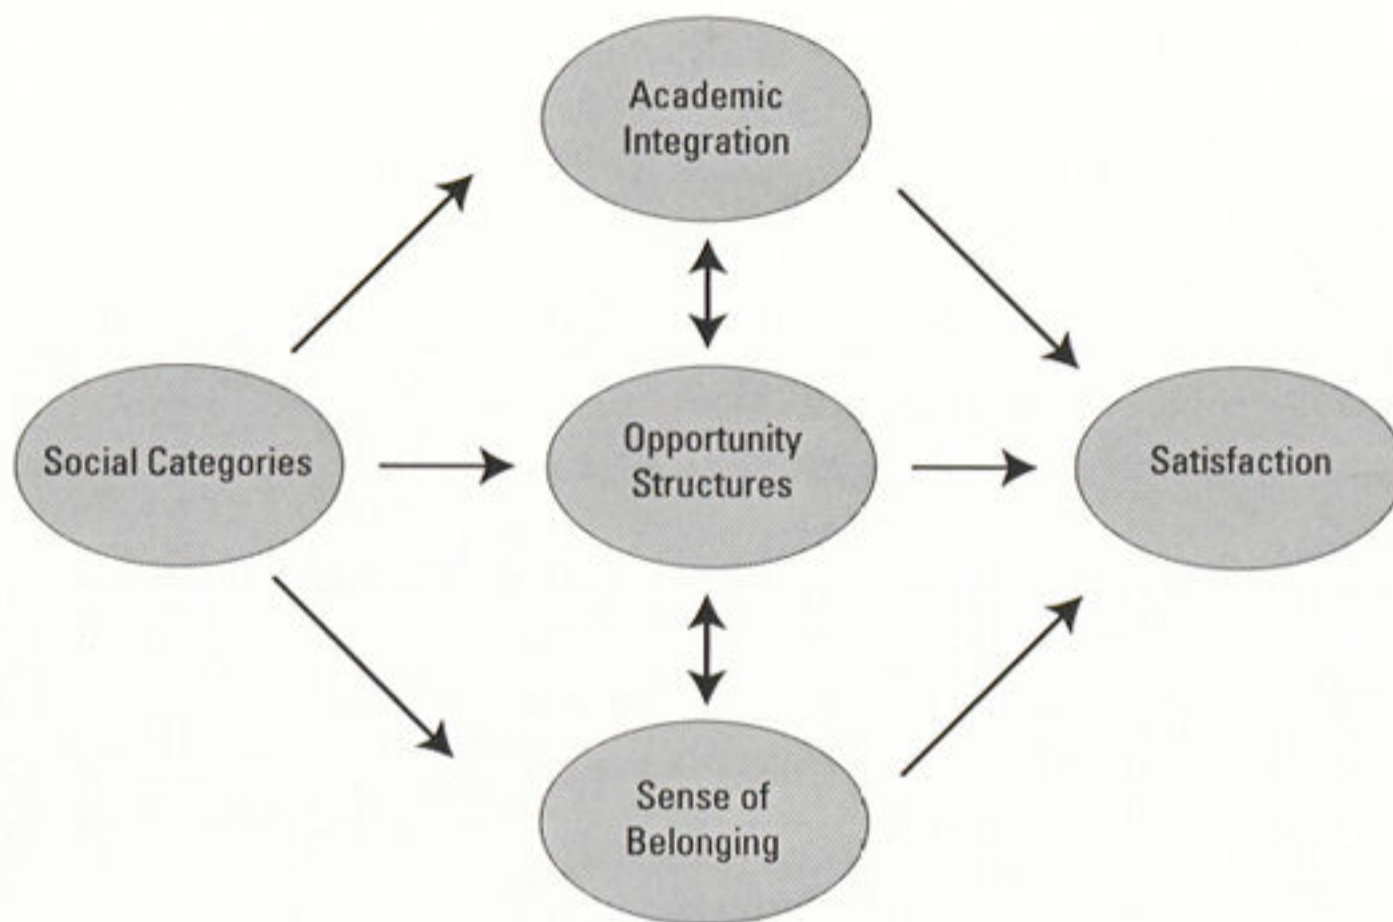 Academic
Integration
Social Categories
Opportunity
Structures
Satisfaction
Sense of
Belonging